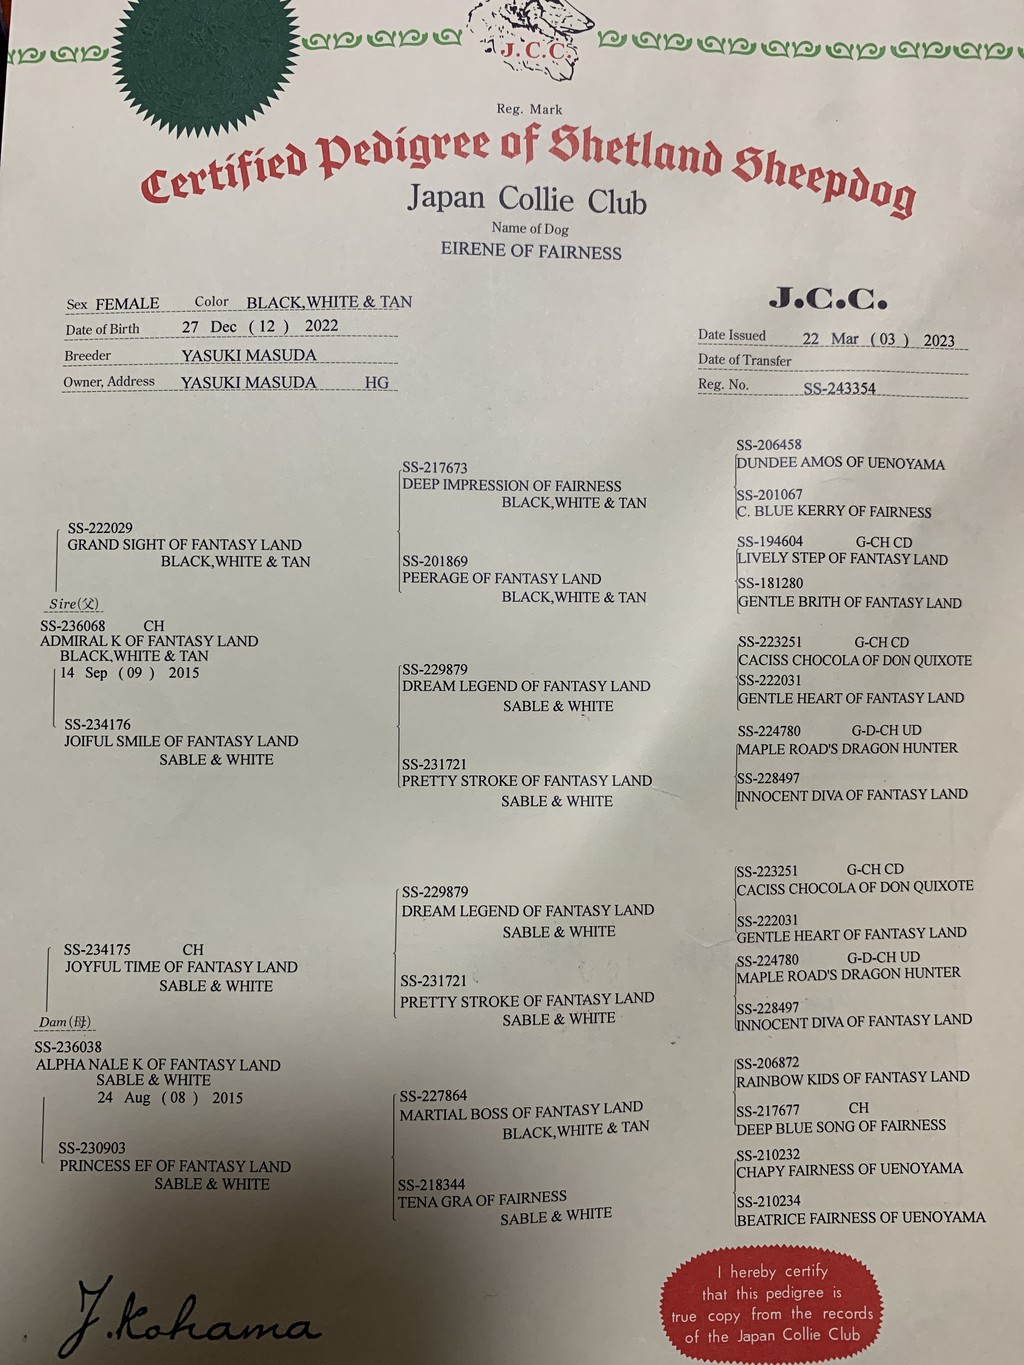 J.C.C.
Reg. Mark
Certified Pedigree of Shetland Sheepdog
Japan Collie Club
Name of Dog
EIRENE OF FAIRNESS
Sex FEMALE Color BLACK,WHITE & TAN
Date of Birth 27 Dec (12) 2022
Breeder YASUKI MASUDA
Owner, Address YASUKI MASUDA HG
J.C.C.
Date Issued 22 Mar (03) 2023
Date of Transfer
Reg. No. SS-243354
SS-222029
GRAND SIGHT OF FANTASY LAND
BLACK,WHITE & TAN
Sire(父)
SS-236068 CH
ADMIRAL K OF FANTASY LAND
BLACK,WHITE & TAN
14 Sep (09) 2015
SS-234176
JOIFUL SMILE OF FANTASY LAND
SABLE & WHITE
SS-217673
DEEP IMPRESSION OF FAIRNESS
BLACK,WHITE & TAN
SS-201869
PEERAGE OF FANTASY LAND
BLACK,WHITE & TAN
SS-229879
DREAM LEGEND OF FANTASY LAND
SABLE & WHITE
SS-231721
PRETTY STROKE OF FANTASY LAND
SABLE & WHITE
SS-206458
DUNDEE AMOS OF UENOYAMA
SS-201067
C. BLUE KERRY OF FAIRNESS
SS-194604 G-CH CD
LIVELY STEP OF FANTASY LAND
SS-181280
GENTLE BRITH OF FANTASY LAND
SS-223251 G-CH CD
CACISS CHOCOLA OF DON QUIXOTE
SS-222031
GENTLE HEART OF FANTASY LAND
SS-224780 G-D-CH UD
MAPLE ROAD'S DRAGON HUNTER
SS-228497
INNOCENT DIVA OF FANTASY LAND
SS-234175 CH
JOYFUL TIME OF FANTASY LAND
SABLE & WHITE
Dam(母)
SS-236038
ALPHA NALE K OF FANTASY LAND
SABLE & WHITE
24 Aug (08) 2015
SS-230903
PRINCESS EF OF FANTASY LAND
SABLE & WHITE
SS-229879
DREAM LEGEND OF FANTASY LAND
SABLE & WHITE
SS-231721
PRETTY STROKE OF FANTASY LAND
SABLE & WHITE
SS-227864
MARTIAL BOSS OF FANTASY LAND
BLACK,WHITE & TAN
SS-218344
TENA GRA OF FAIRNESS
SABLE & WHITE
SS-223251 G-CH CD
CACISS CHOCOLA OF DON QUIXOTE
SS-222031
GENTLE HEART OF FANTASY LAND
SS-224780 G-D-CH UD
MAPLE ROAD'S DRAGON HUNTER
SS-228497
INNOCENT DIVA OF FANTASY LAND
SS-206872
RAINBOW KIDS OF FANTASY LAND
SS-217677 CH
DEEP BLUE SONG OF FAIRNESS
SS-210232
CHAPY FAIRNESS OF UENOYAMA
SS-210234
BEATRICE FAIRNESS OF UENOYAMA
J.Kohama
I hereby certify
that this pedigree is
true copy from the records
of the Japan Collie Club